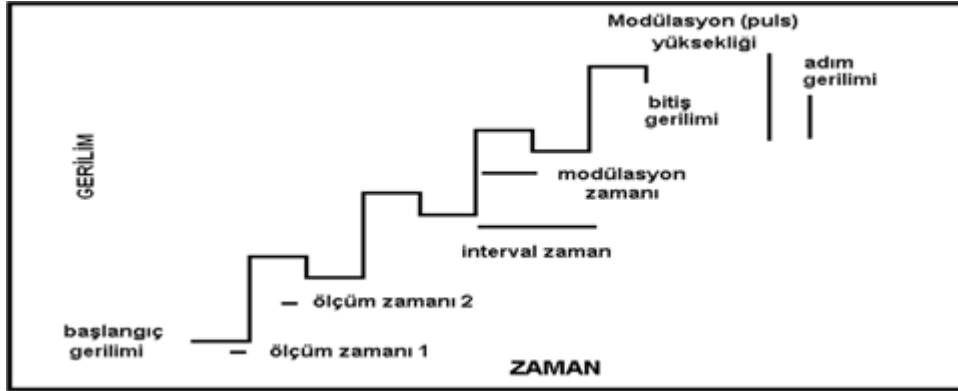 Modülasyon (puls)
yüksekliği
adım
gerilimi
bitiş
gerilimi
GERİLİM
modülasyon
zamanı
interval zaman
ölçüm zamanı 2
başlangıç
gerilimi
ölçüm zamanı 1
ZAMAN